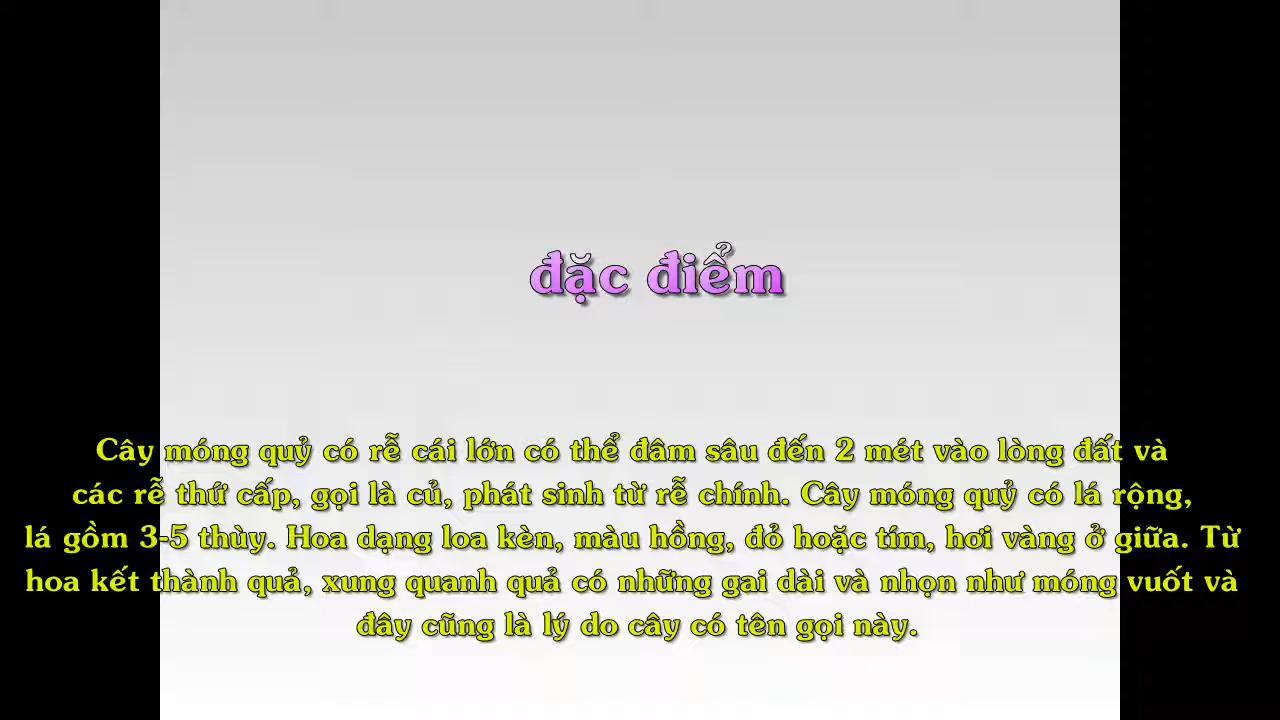 đặc điểm
Cây móng quỷ có rễ cái lớn có thể đâm sâu đến 2 mét vào lòng đất và
các rễ thứ cấp, gọi là củ, phát sinh từ rễ chính. Cây móng quỷ có lá rộng,
lá gồm 3-5 thùy. Hoa dạng loa kèn, màu hồng, đỏ hoặc tím, hơi vàng ở giữa. Từ
hoa kết thành quả, xung quanh quả có những gai dài và nhọn như móng vuốt và
đây cũng là lý do cây có tên gọi này.